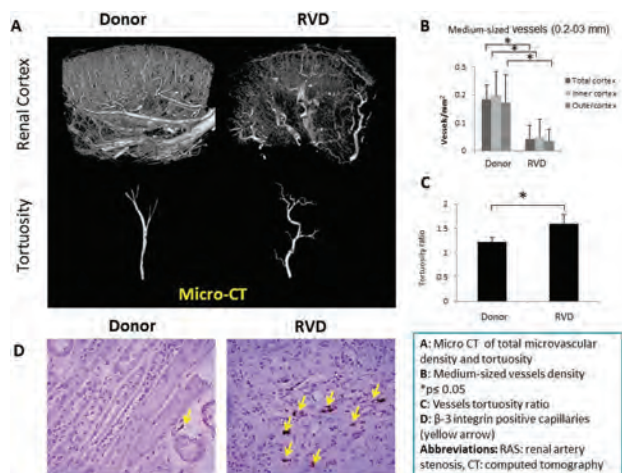 A
Donor
RVD
Renal Cortex
Tortuosity
Micro-CT
B
Medium-sized vessels (0.2-03 mm)
*
*
*
Vessels/mm²
0.3
0.2
0.1
0
Donor
RVD
Total cortex
Inner cortex
Outer cortex
C
*
Tortuosity ratio
2
1.5
1
0.5
0
Donor
RVD
D
Donor
RVD
A: Micro CT of total microvascular
density and tortuosity
B: Medium-sized vessels density
*p≤ 0.05
C: Vessels tortuosity ratio
D: β-3 integrin positive capillaries
(yellow arrow)
Abbreviations: RAS: renal artery
stenosis, CT: computed tomography